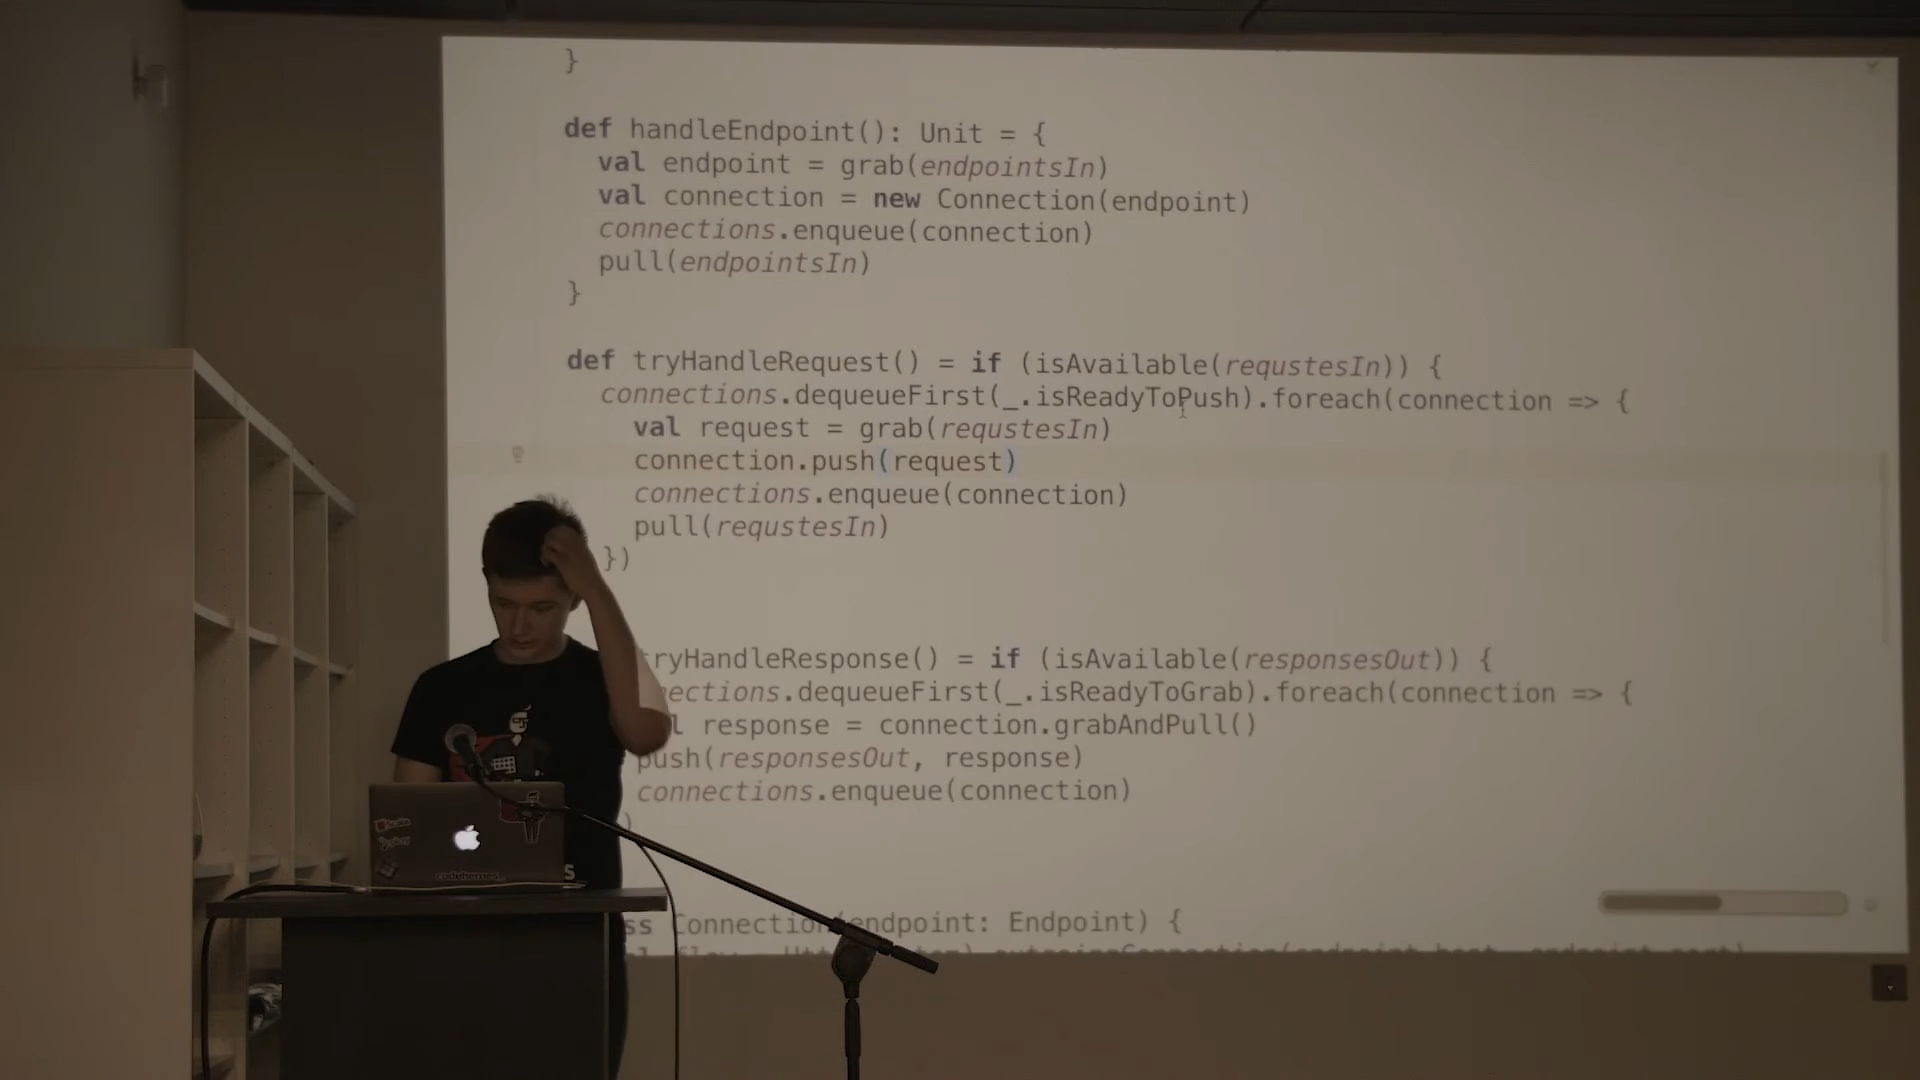 }
def handleEndpoint(): Unit = {
val endpoint = grab(endpointsIn)
val connection = new Connection(endpoint)
connections.enqueue(connection)
pull(endpointsIn)
}
def tryHandleRequest() = if (isAvailable(requstesIn)) {
connections.dequeueFirst(_.isReadyToPush).foreach(connection => {
val request = grab(requstesIn)
connection.push(request)
connections.enqueue(connection)
pull(requstesIn)
})
ryHandleResponse() = if (isAvailable(responsesOut)) {
ections.dequeueFirst(_.isReadyToGrab).foreach(connection => {
l response = connection.grabAndPull()
push(responsesOut, response)
connections.enqueue(connection)
)
ss Connection(endpoint: Endpoint) {
codeheroes
s